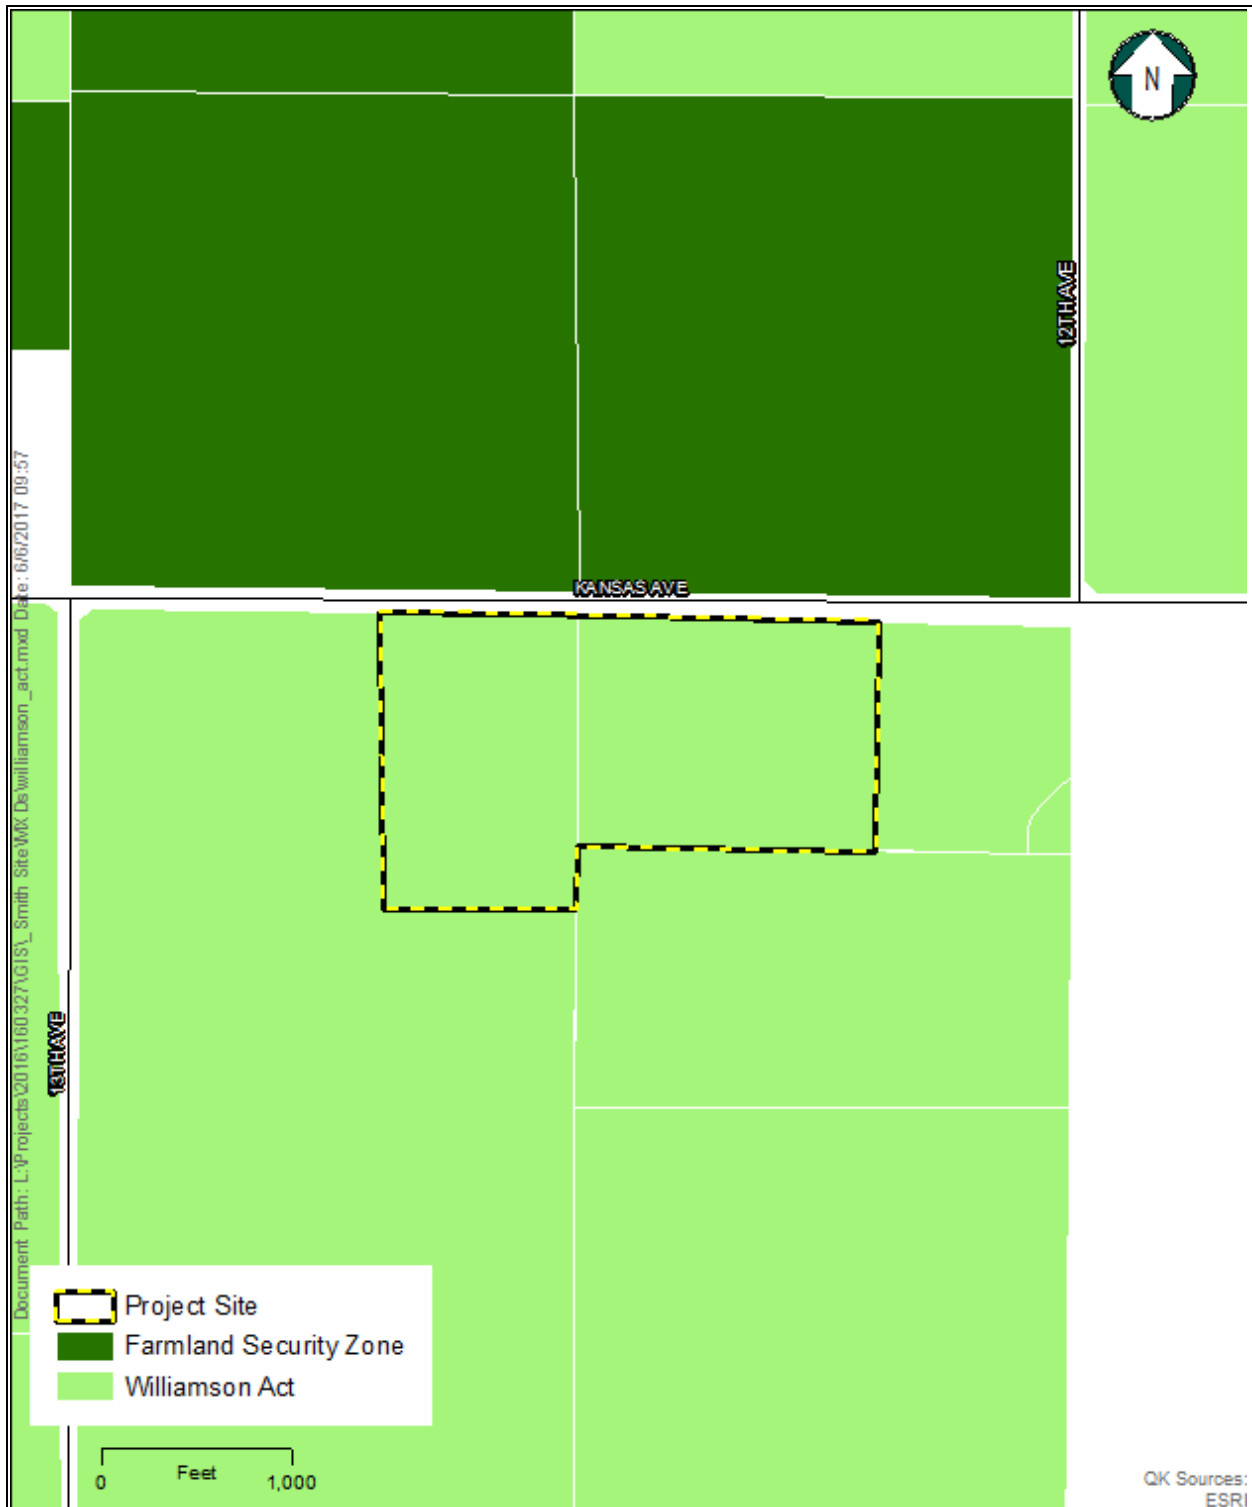 N
12TH AVE
KANSAS AVE
Document Path: L:\Projects\2016\160327\GIS\_Smith Site\MXDs\williamson_act.mxd Date: 6/6/2017 09:57
13TH AVE
Project Site
Farmland Security Zone
Williamson Act
0 Feet 1,000
QK Sources:
ESRI